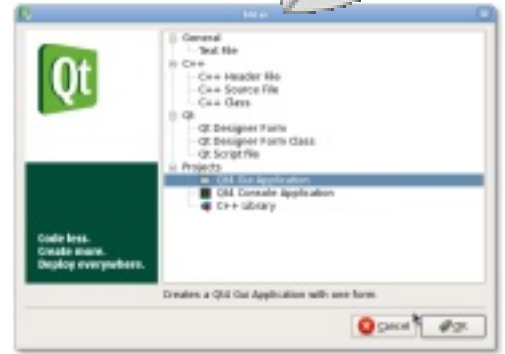 New
Qt
General
Text file
C++
C++ Header File
C++ Source File
C++ Class
Qt
Qt Designer Form
Qt Designer Form Class
Qt Script file
Projects
Qt4 Gui Application
Qt4 Console Application
C++ Library
Code less.
Create more.
Deploy everywhere.
Creates a Qt4 Gui Application with one form.
Cancel
OK